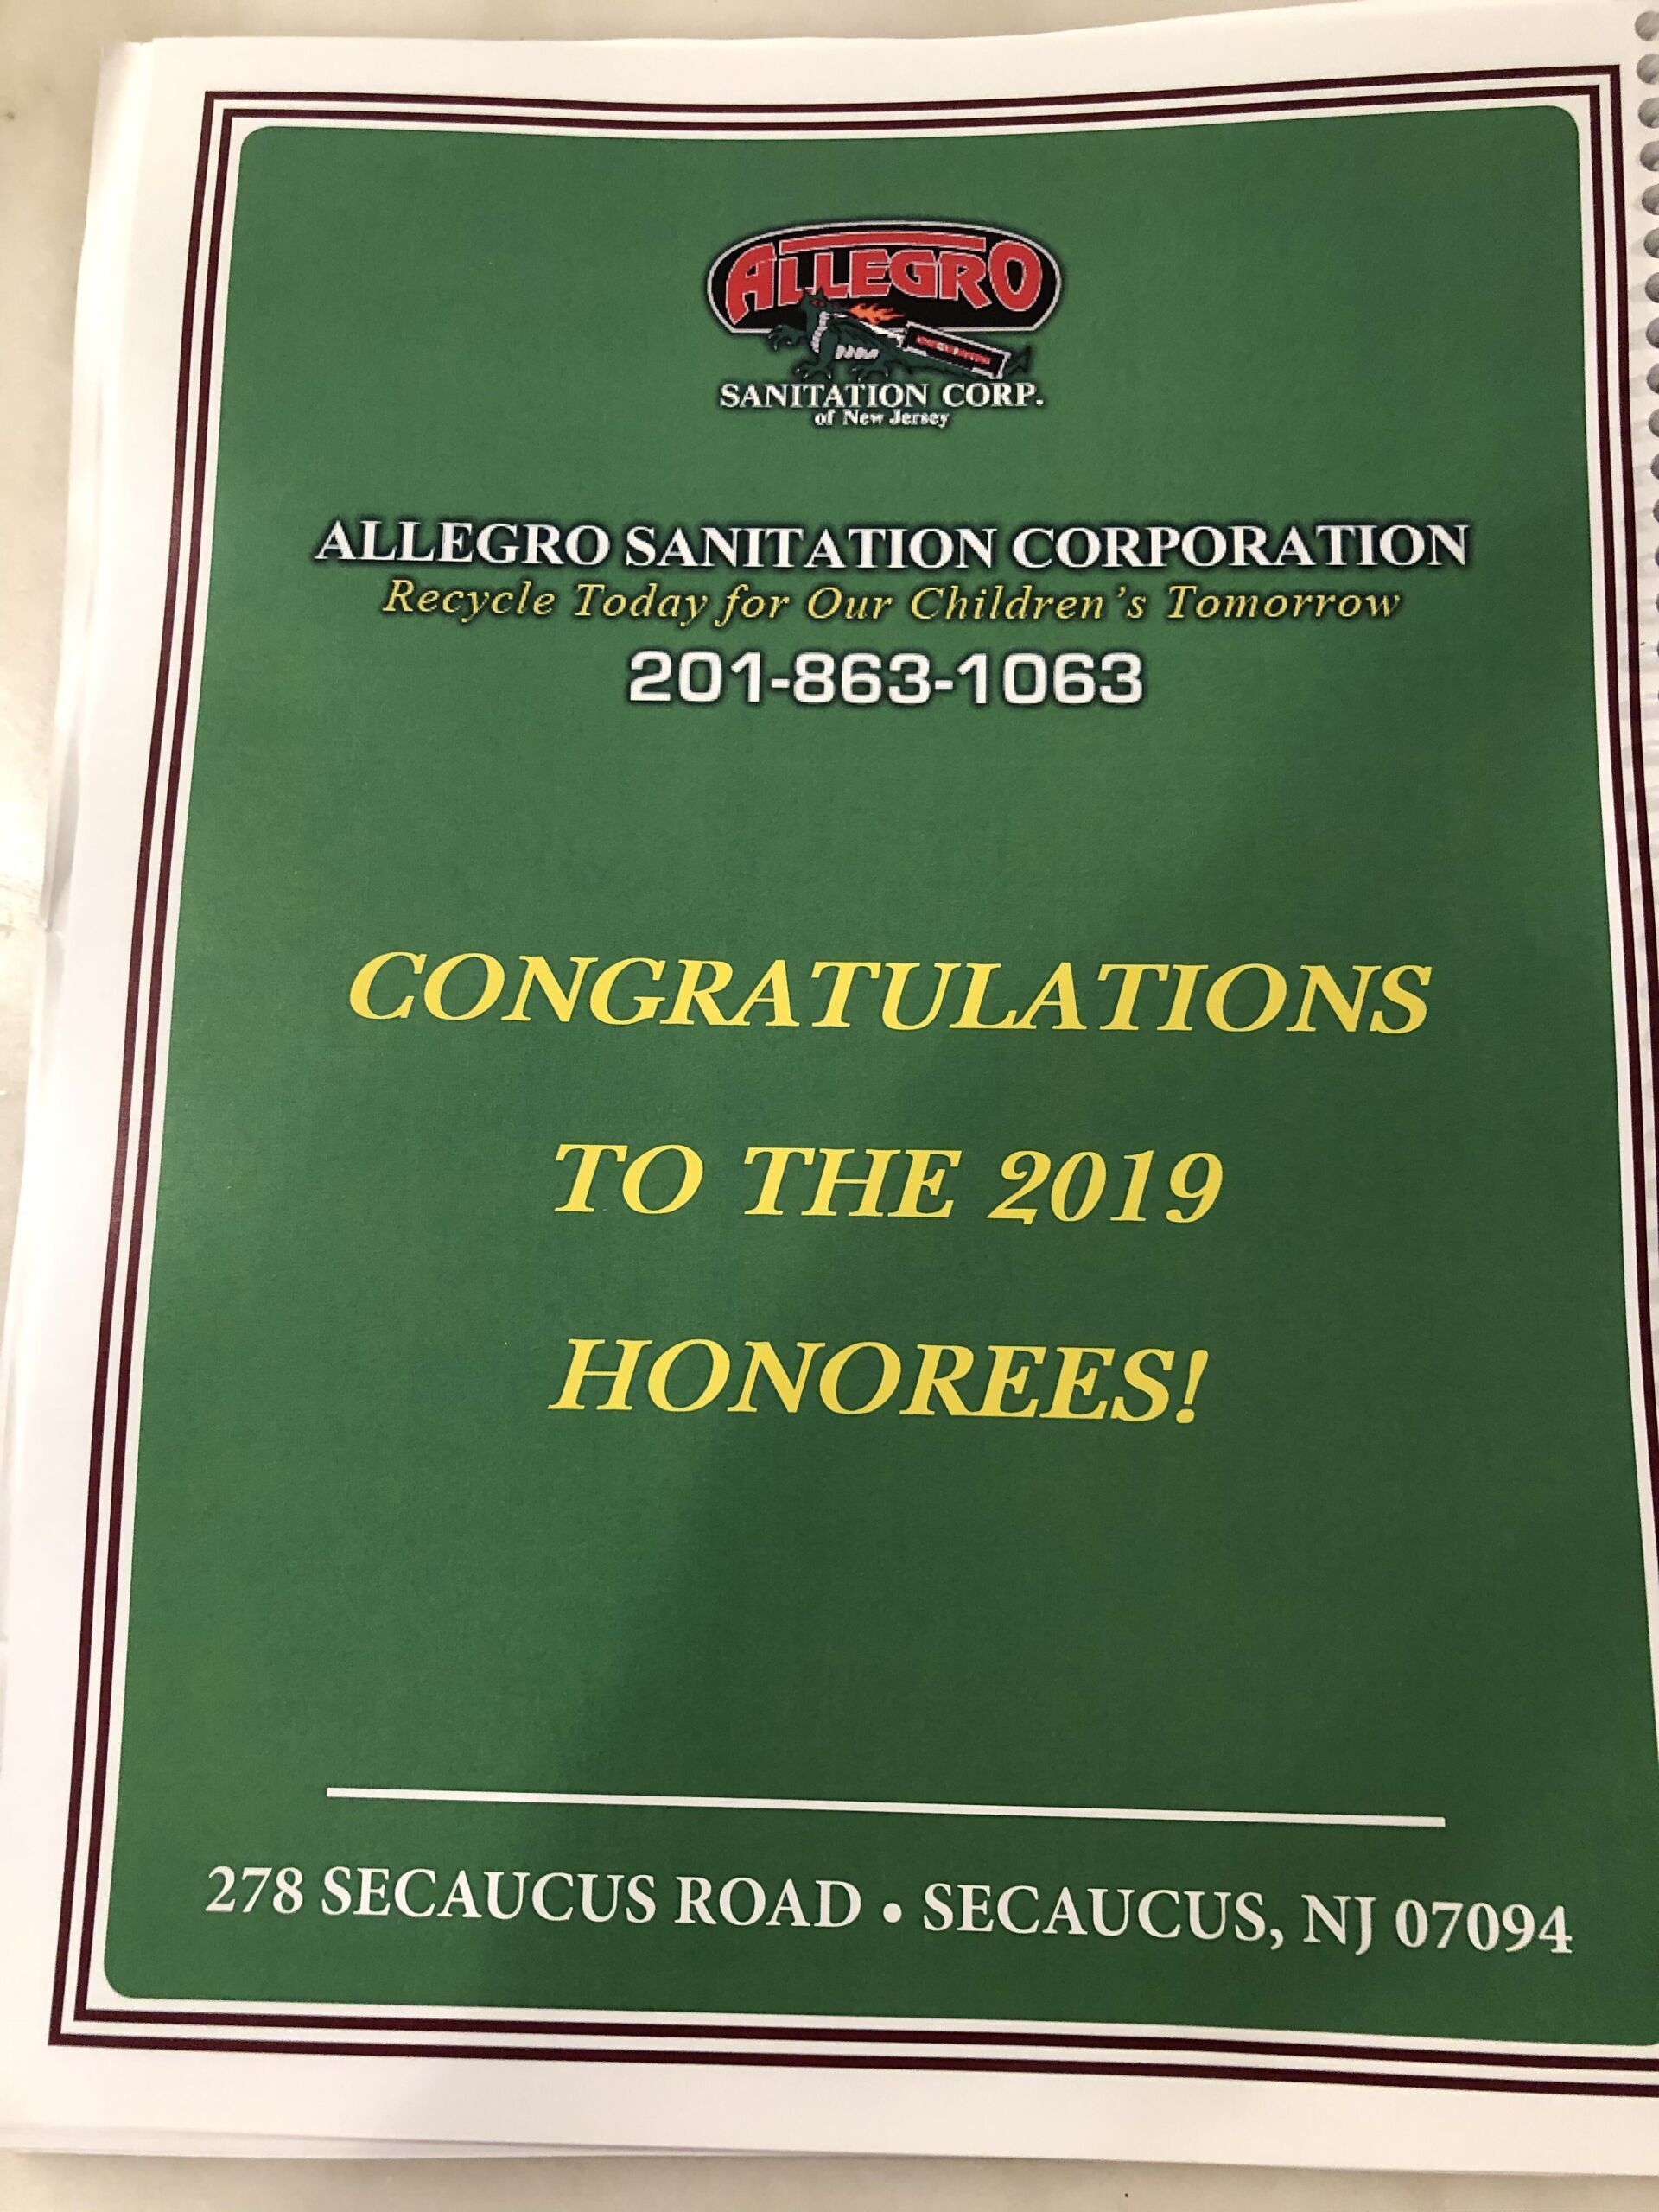 ALLEGRO
SANITATION CORP.
of New Jersey
ALLEGRO SANITATION CORPORATION
Recycle Today for Our Children's Tomorrow
201-863-1063
CONGRATULATIONS
TO THE 2019
HONOREES!
278 SECAUCUS ROAD • SECAUCUS, NJ 07094